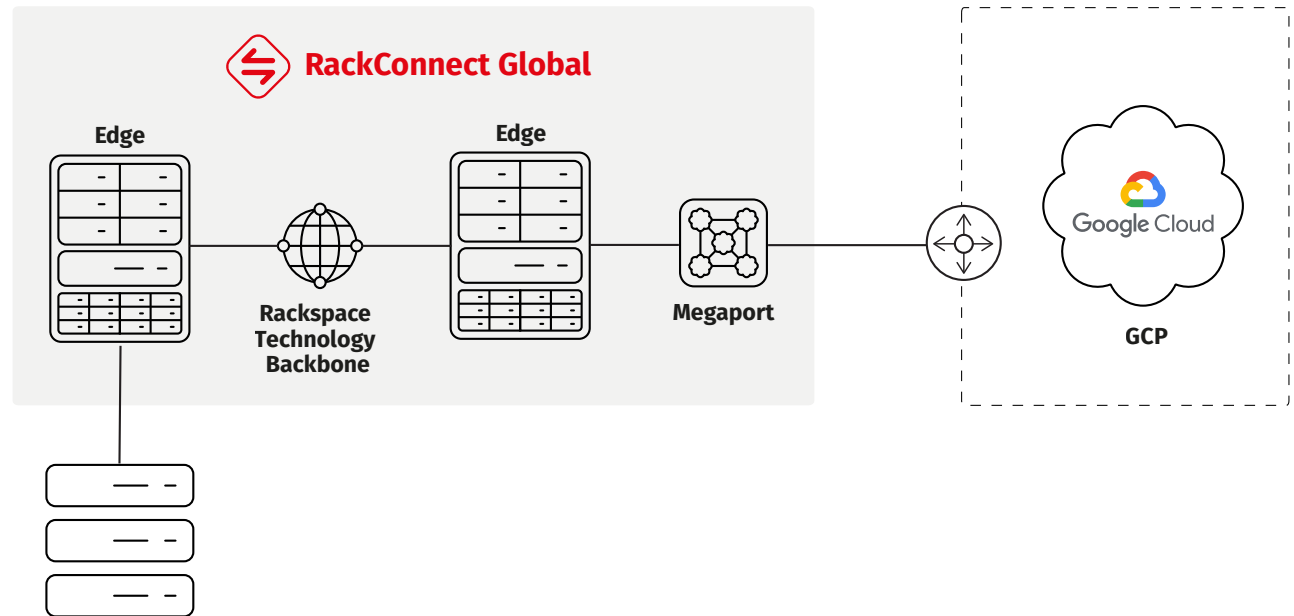 RackConnect Global
Edge
Edge
Rackspace
Technology
Backbone
Megaport
Google Cloud
GCP